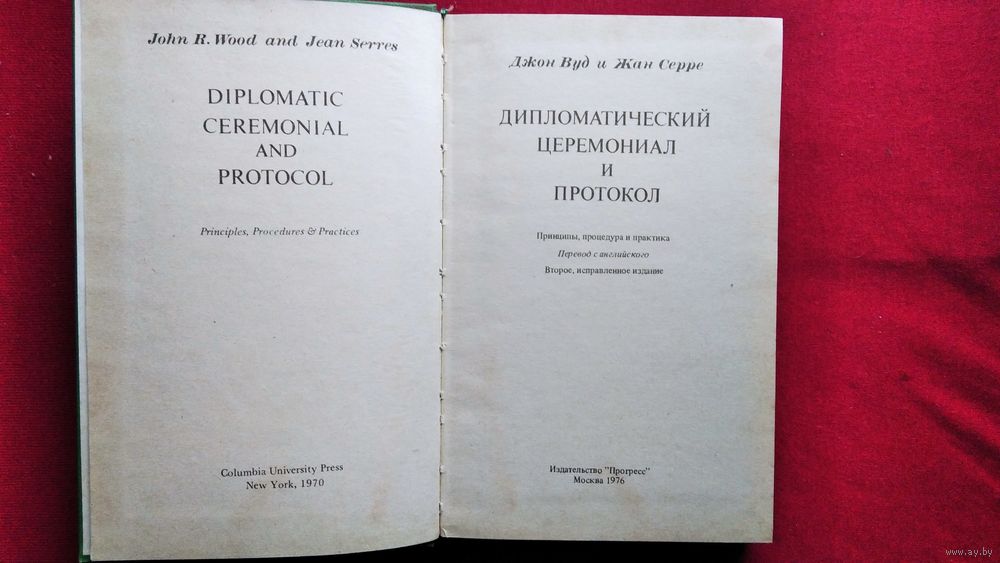 John R. Wood and Jean Serres
DIPLOMATIC
CEREMONIAL
AND
PROTOCOL
Principles, Procedures & Practices
Columbia University Press
New York, 1970
Джон Вуд и Жан Серре
ДИПЛОМАТИЧЕСКИЙ
ЦЕРЕМОНИАЛ
И
ПРОТОКОЛ
Принципы, процедура и практика
Перевод с английского
Второе, исправленное издание
Издательство "Прогресс"
Москва 1976
www.ay.by